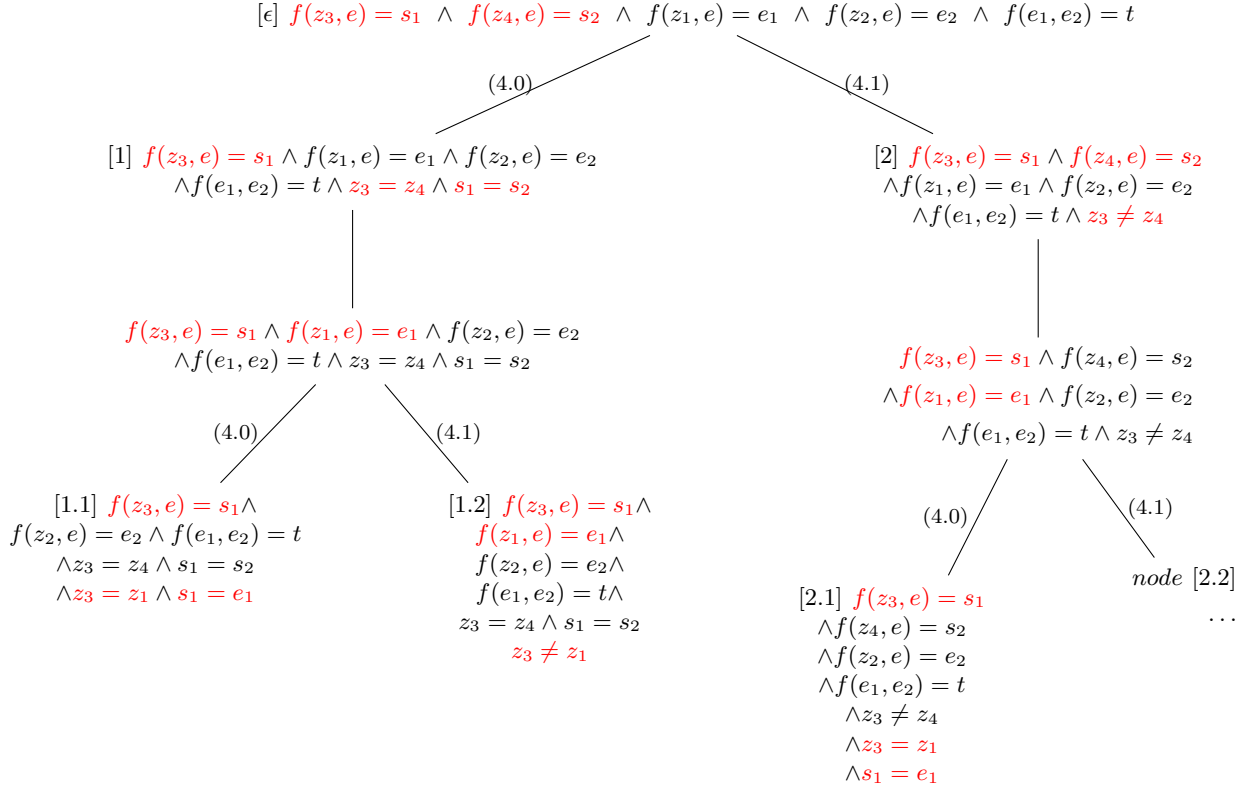 [ϵ] f(z₃, e) = s₁ ∧ f(z₄, e) = s₂ ∧ f(z₁, e) = e₁ ∧ f(z₂, e) = e₂ ∧ f(e₁, e₂) = t
(4.0)
(4.1)
[1] f(z₃, e) = s₁ ∧ f(z₁, e) = e₁ ∧ f(z₂, e) = e₂
∧f(e₁, e₂) = t ∧ z₃ = z₄ ∧ s₁ = s₂
[2] f(z₃, e) = s₁ ∧ f(z₄, e) = s₂
∧f(z₁, e) = e₁ ∧ f(z₂, e) = e₂
∧f(e₁, e₂) = t ∧ z₃ ≠ z₄
f(z₃, e) = s₁ ∧ f(z₁, e) = e₁ ∧ f(z₂, e) = e₂
∧f(e₁, e₂) = t ∧ z₃ = z₄ ∧ s₁ = s₂
f(z₃, e) = s₁ ∧ f(z₄, e) = s₂
∧f(z₁, e) = e₁ ∧ f(z₂, e) = e₂
∧f(e₁, e₂) = t ∧ z₃ ≠ z₄
(4.0)
(4.1)
(4.0)
(4.1)
[1.1] f(z₃, e) = s₁∧
f(z₂, e) = e₂ ∧ f(e₁, e₂) = t
∧z₃ = z₄ ∧ s₁ = s₂
∧z₃ = z₁ ∧ s₁ = e₁
[1.2] f(z₃, e) = s₁∧
f(z₁, e) = e₁∧
f(z₂, e) = e₂∧
f(e₁, e₂) = t∧
z₃ = z₄ ∧ s₁ = s₂
z₃ ≠ z₁
[2.1] f(z₃, e) = s₁
∧f(z₄, e) = s₂
∧f(z₂, e) = e₂
∧f(e₁, e₂) = t
∧z₃ ≠ z₄
∧z₃ = z₁
∧s₁ = e₁
node [2.2]
...